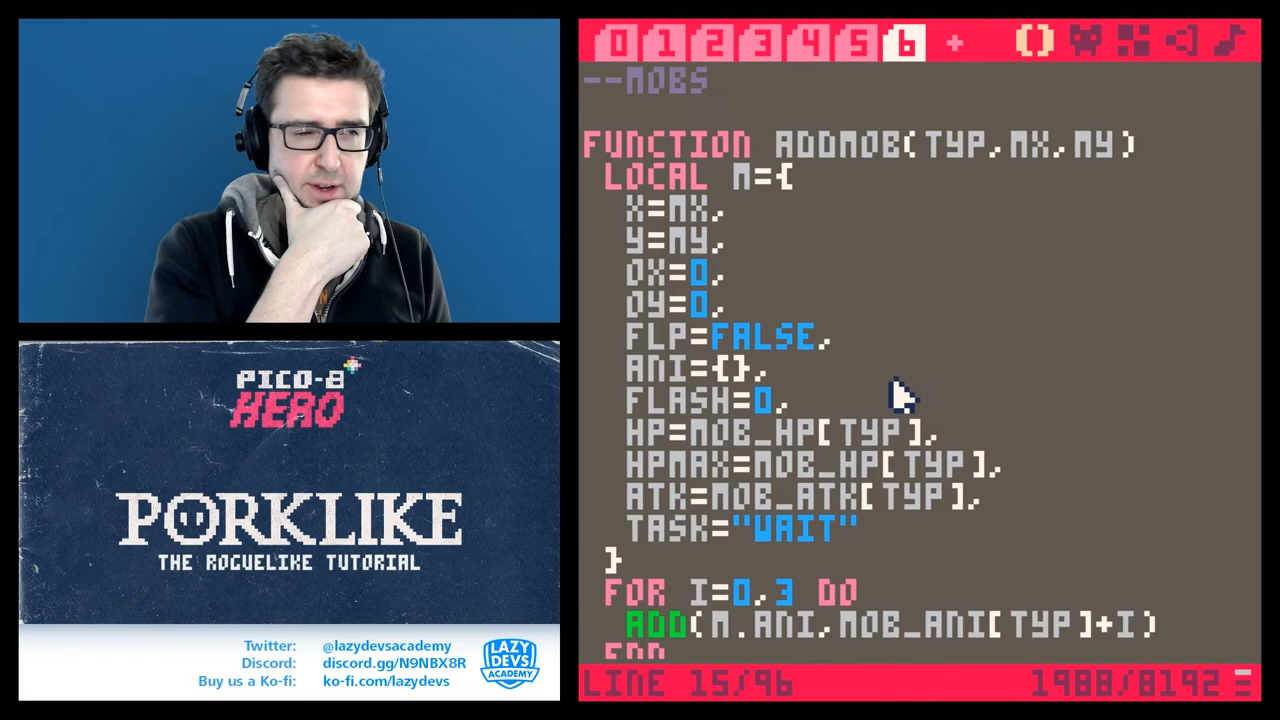 0 1 2 3 4 5 6 +
--MOBS
FUNCTION ADDMOB(TYP,MX,MY)
LOCAL M={
X=MX,
Y=MY,
OX=0,
OY=0,
FLP=FALSE,
ANI={},
FLASH=0,
HP=MOB_HP[TYP],
HPMAX=MOB_HP[TYP],
ATK=MOB_ATK[TYP],
TASK="WAIT"
}
FOR I=0,3 DO
ADD(M.ANI,MOB_ANI[TYP]+I)
END
LINE 15/96 1988/8192
PICO-8
HERO
PORKLIKE
THE ROGUELIKE TUTORIAL
Twitter: @lazydevsacademy
Discord: discord.gg/N9NBX8R
Buy us a Ko-fi: ko-fi.com/lazydevs
LAZY
DEVS
ACADEMY